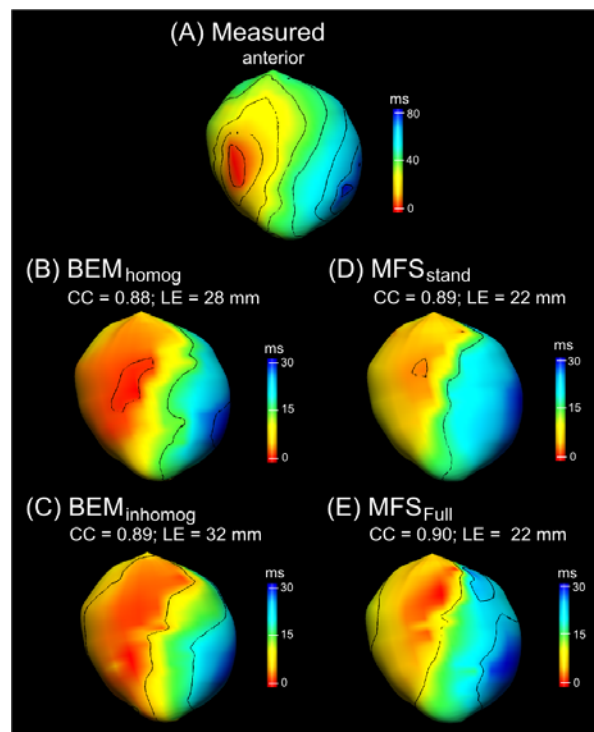 (A) Measured
anterior
ms
80
40
0
(B) BEMhomog
CC = 0.88; LE = 28 mm
ms
30
15
0
(D) MFSstand
CC = 0.89; LE = 22 mm
ms
30
15
0
(C) BEMinhomog
CC = 0.89; LE = 32 mm
ms
30
15
0
(E) MFSFull
CC = 0.90; LE = 22 mm
ms
30
15
0